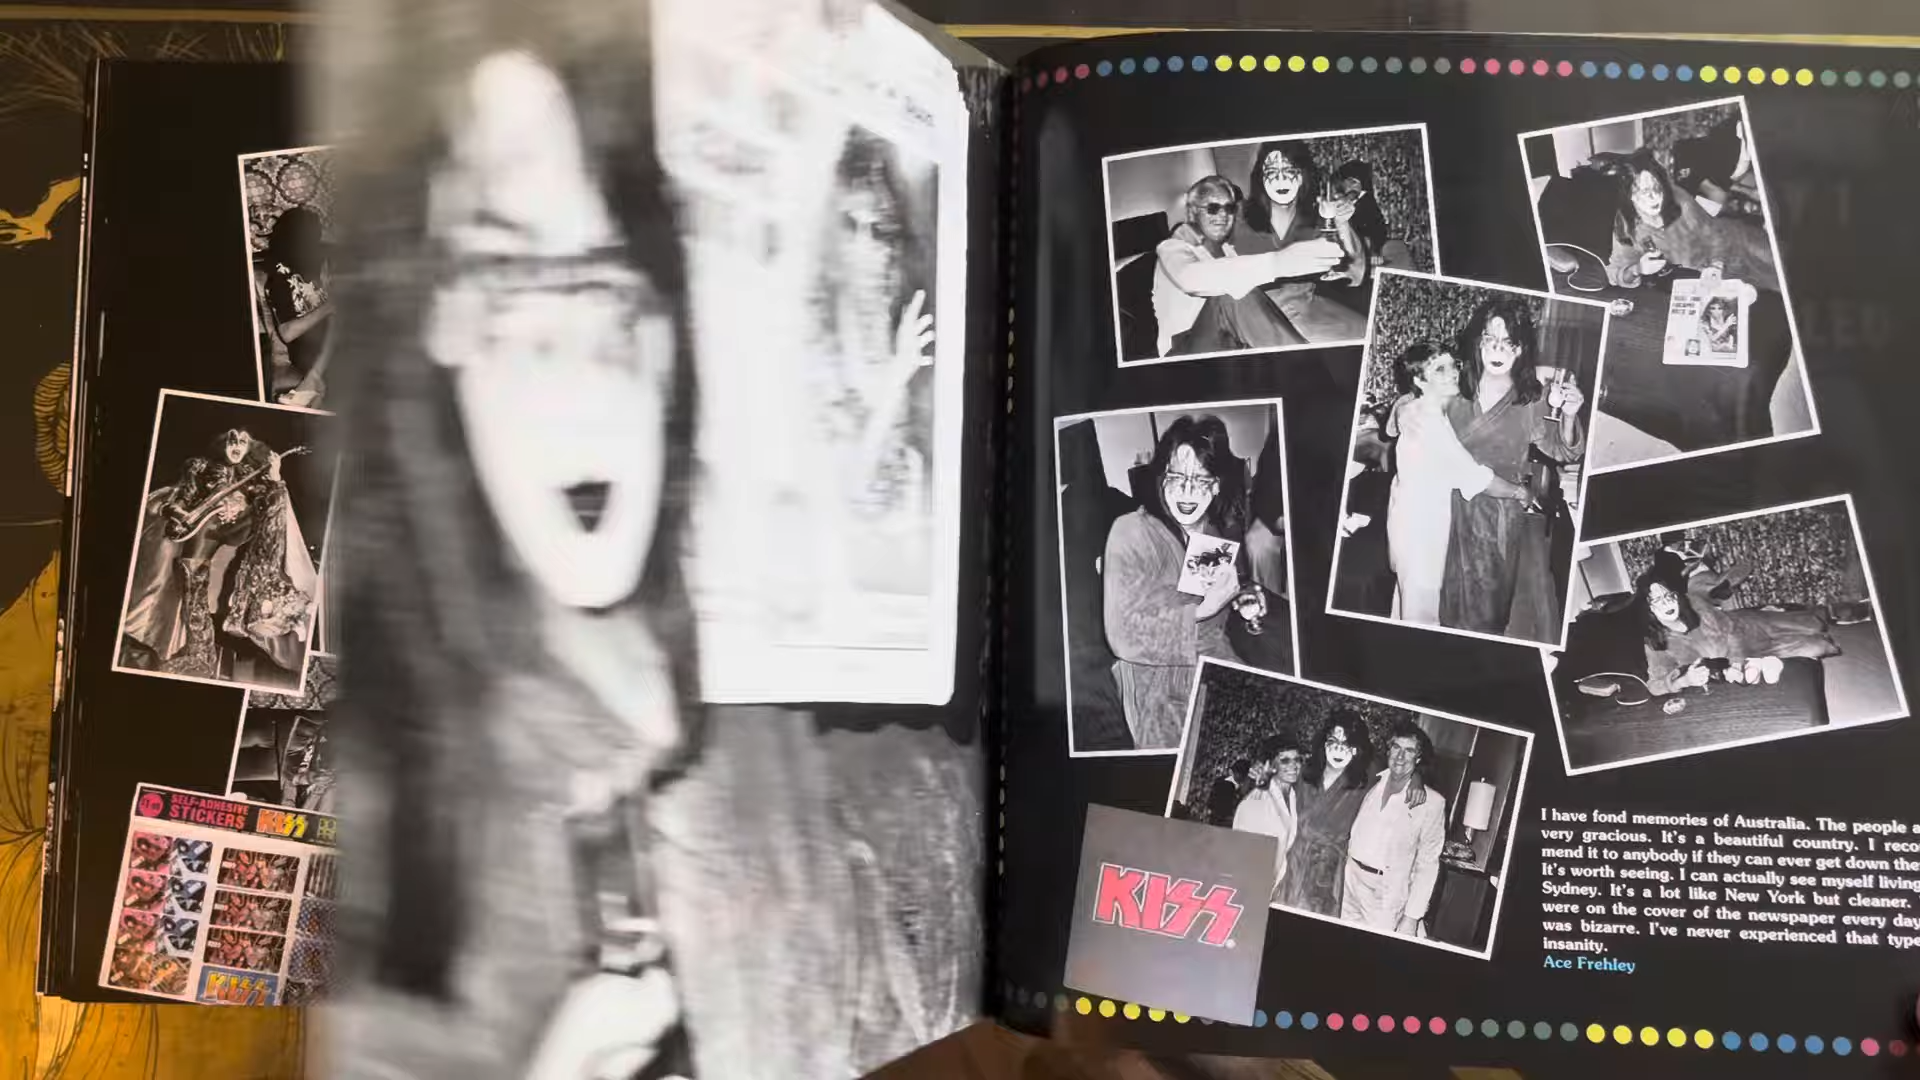 SELF-ADHESIVE
STICKERS
KISS
KISS
KISS
I have fond memories of Australia. The people
very gracious. It's a beautiful country. I
mend it to anybody if they can ever get down
It's worth seeing. I can actually see myself living
Sydney. It's a lot like New York but cleaner.
were on the cover of the newspaper every day
was bizarre. I've never experienced that type
insanity.
Ace Frehley